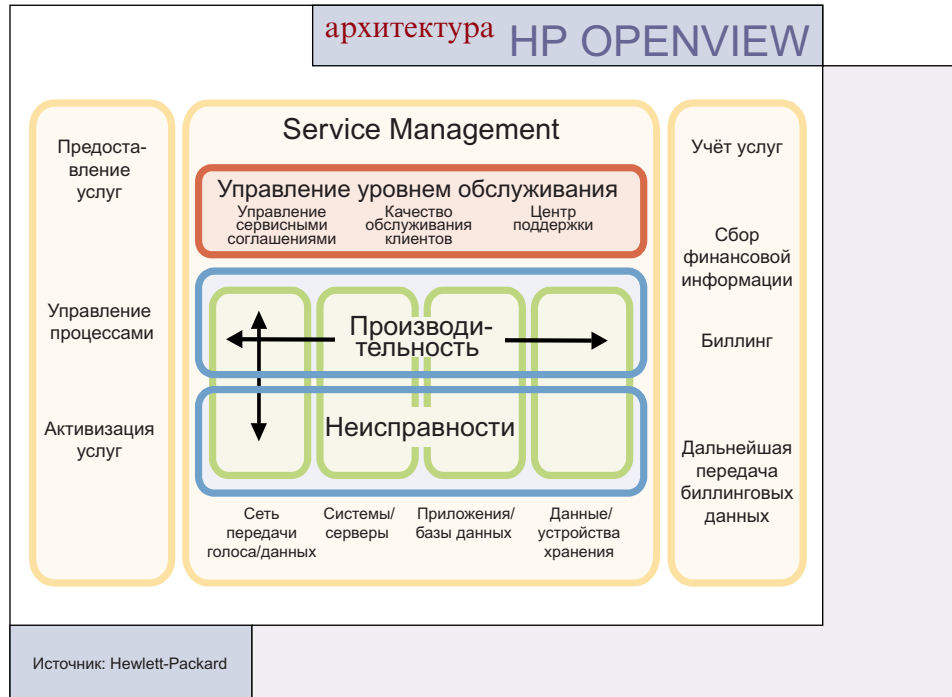 архитектура HP OPENVIEW
Предоста-
вление
услуг
Управление
процессами
Активизация
услуг
Service Management
Управление уровнем обслуживания
Управление
сервисными
соглашениями
Качество
обслуживания
клиентов
Центр
поддержки
Производи-
тельность
Неисправности
Сеть
передачи
голоса/данных
Системы/
серверы
Приложения/
базы данных
Данные/
устройства
хранения
Учёт услуг
Сбор
финансовой
информации
Биллинг
Дальнейшая
передача
биллинговых
данных
Источник: Hewlett-Packard